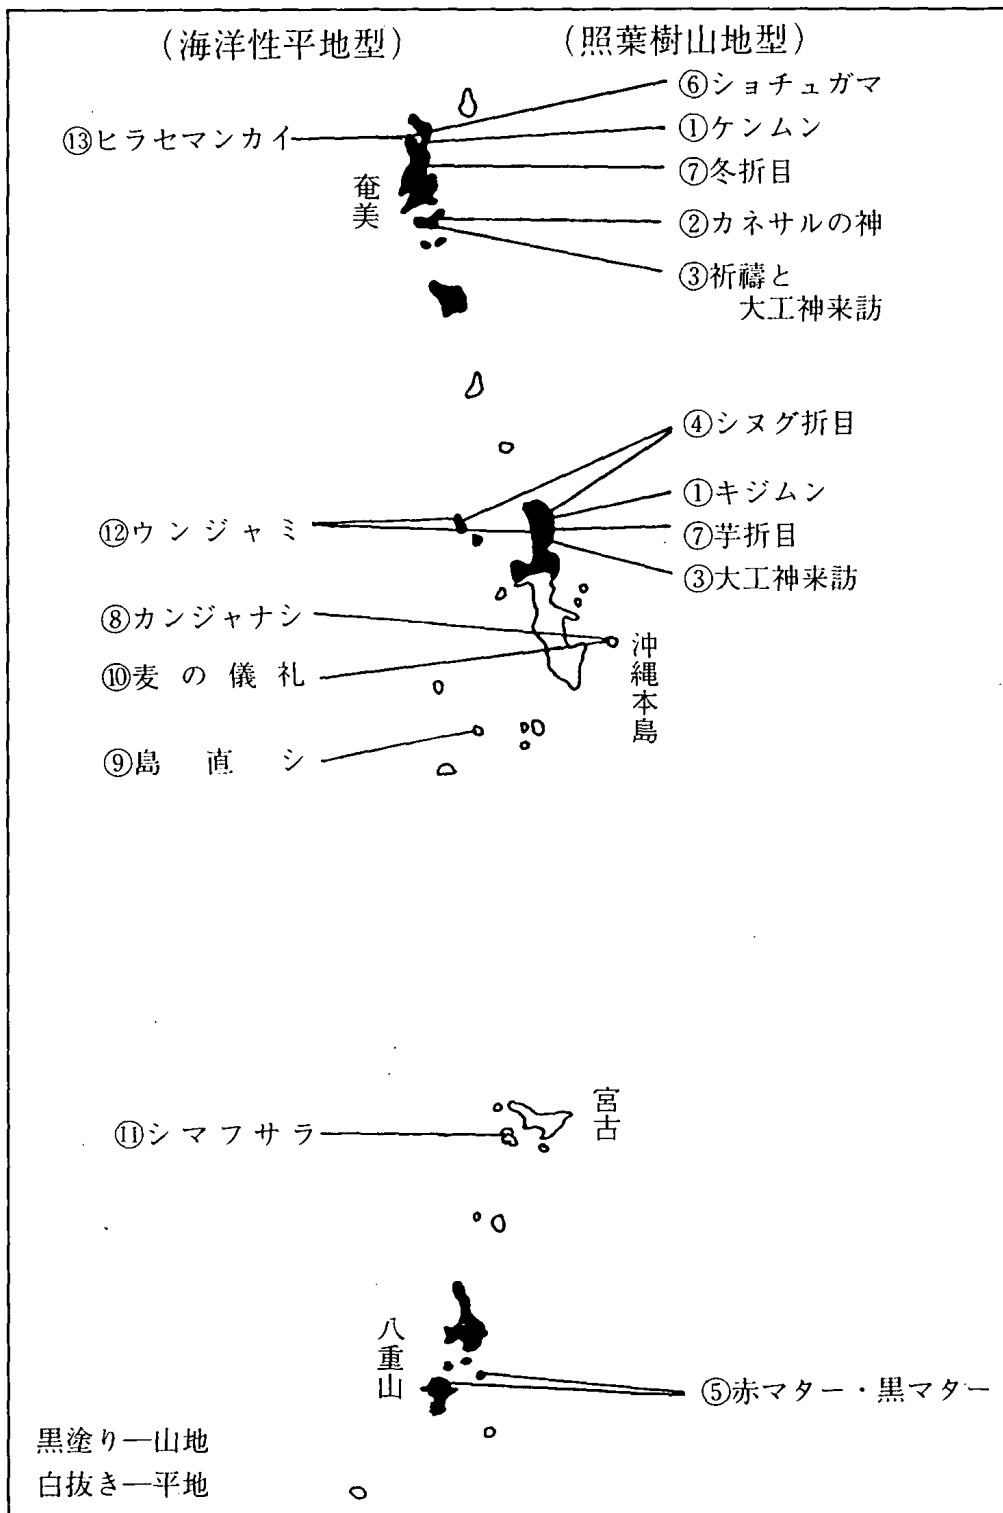 （海洋性平地型）
（照葉樹山地型）
⑥ショチュガマ
⑬ヒラセマンカイ
①ケンムン
⑦冬折目
奄美
②カネサルの神
③祈禱と
大工神来訪
④シヌグ折目
①キジムン
⑫ウンジャミ
⑦芋折目
③大工神来訪
⑧カンジャナシ
沖縄本島
⑩麦の儀礼
⑨島直シ
宮古
⑪シマフサラ
八重山
⑤赤マター・黒マター
黒塗り―山地
白抜き―平地